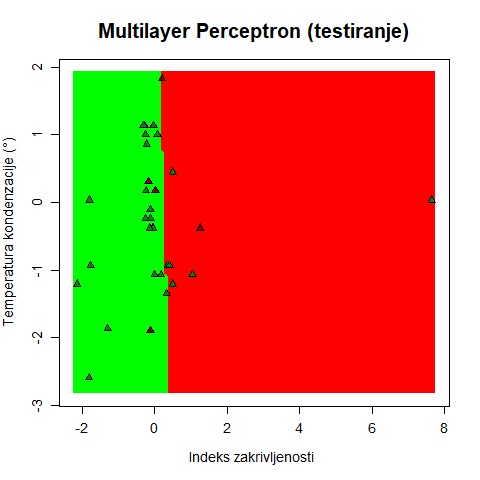 Multilayer Perceptron (testiranje)
Temperatura kondenzacije (°)
2
1
0
-1
-2
-3
-2 0 2 4 6 8
Indeks zakrivljenosti